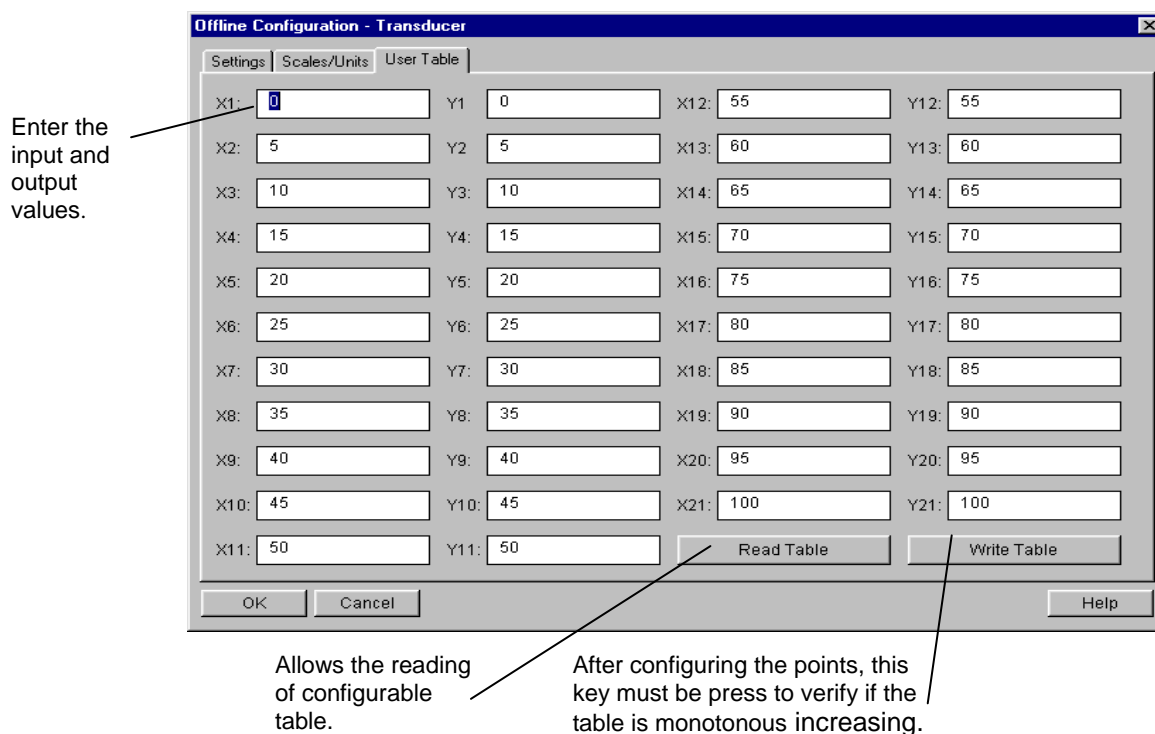 Offline Configuration - Transducer
Settings Scales/Units User Table
X1: 0 Y1 0 X12: 55 Y12: 55
X2: 5 Y2 5 X13: 60 Y13: 60
X3: 10 Y3: 10 X14: 65 Y14: 65
X4: 15 Y4: 15 X15: 70 Y15: 70
X5: 20 Y5: 20 X16: 75 Y16: 75
X6: 25 Y6: 25 X17: 80 Y17: 80
X7: 30 Y7: 30 X18: 85 Y18: 85
X8: 35 Y8: 35 X19: 90 Y19: 90
X9: 40 Y9: 40 X20: 95 Y20: 95
X10: 45 Y10: 45 X21: 100 Y21: 100
X11: 50 Y11: 50 Read Table Write Table
OK Cancel Help
Enter the
input and
output
values.
Allows the reading
of configurable
table.
After configuring the points, this
key must be press to verify if the
table is monotonous increasing.